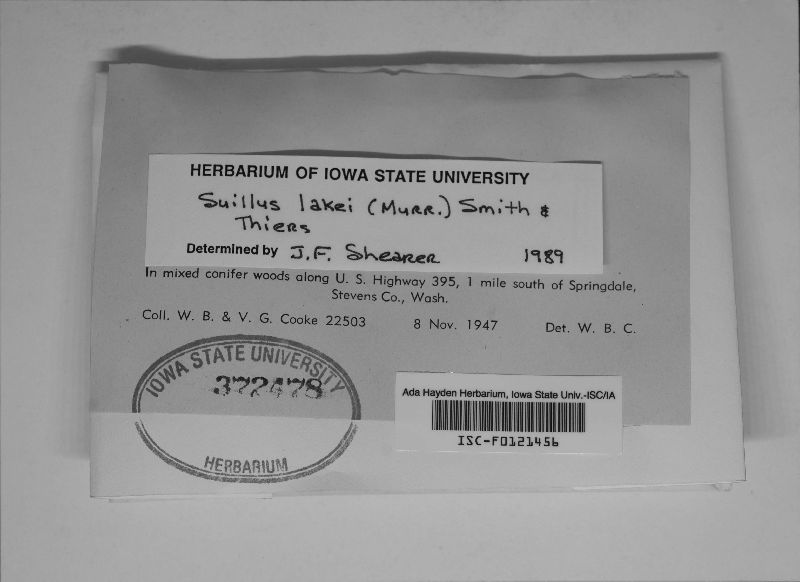 HERBARIUM OF IOWA STATE UNIVERSITY
Suillus lakei (Murr.) Smith &
Thiers
Determined by J.F. Shearer 1989
In mixed conifer woods along U. S. Highway 395, 1 mile south of Springdale,
Stevens Co., Wash.
Coll. W. B. & V. G. Cooke 22503 8 Nov. 1947 Det. W. B. C.
IOWA STATE UNIVERSITY
372478
HERBARIUM
Ada Hayden Herbarium, Iowa State Univ.-ISC/IA
ISC-F0121456